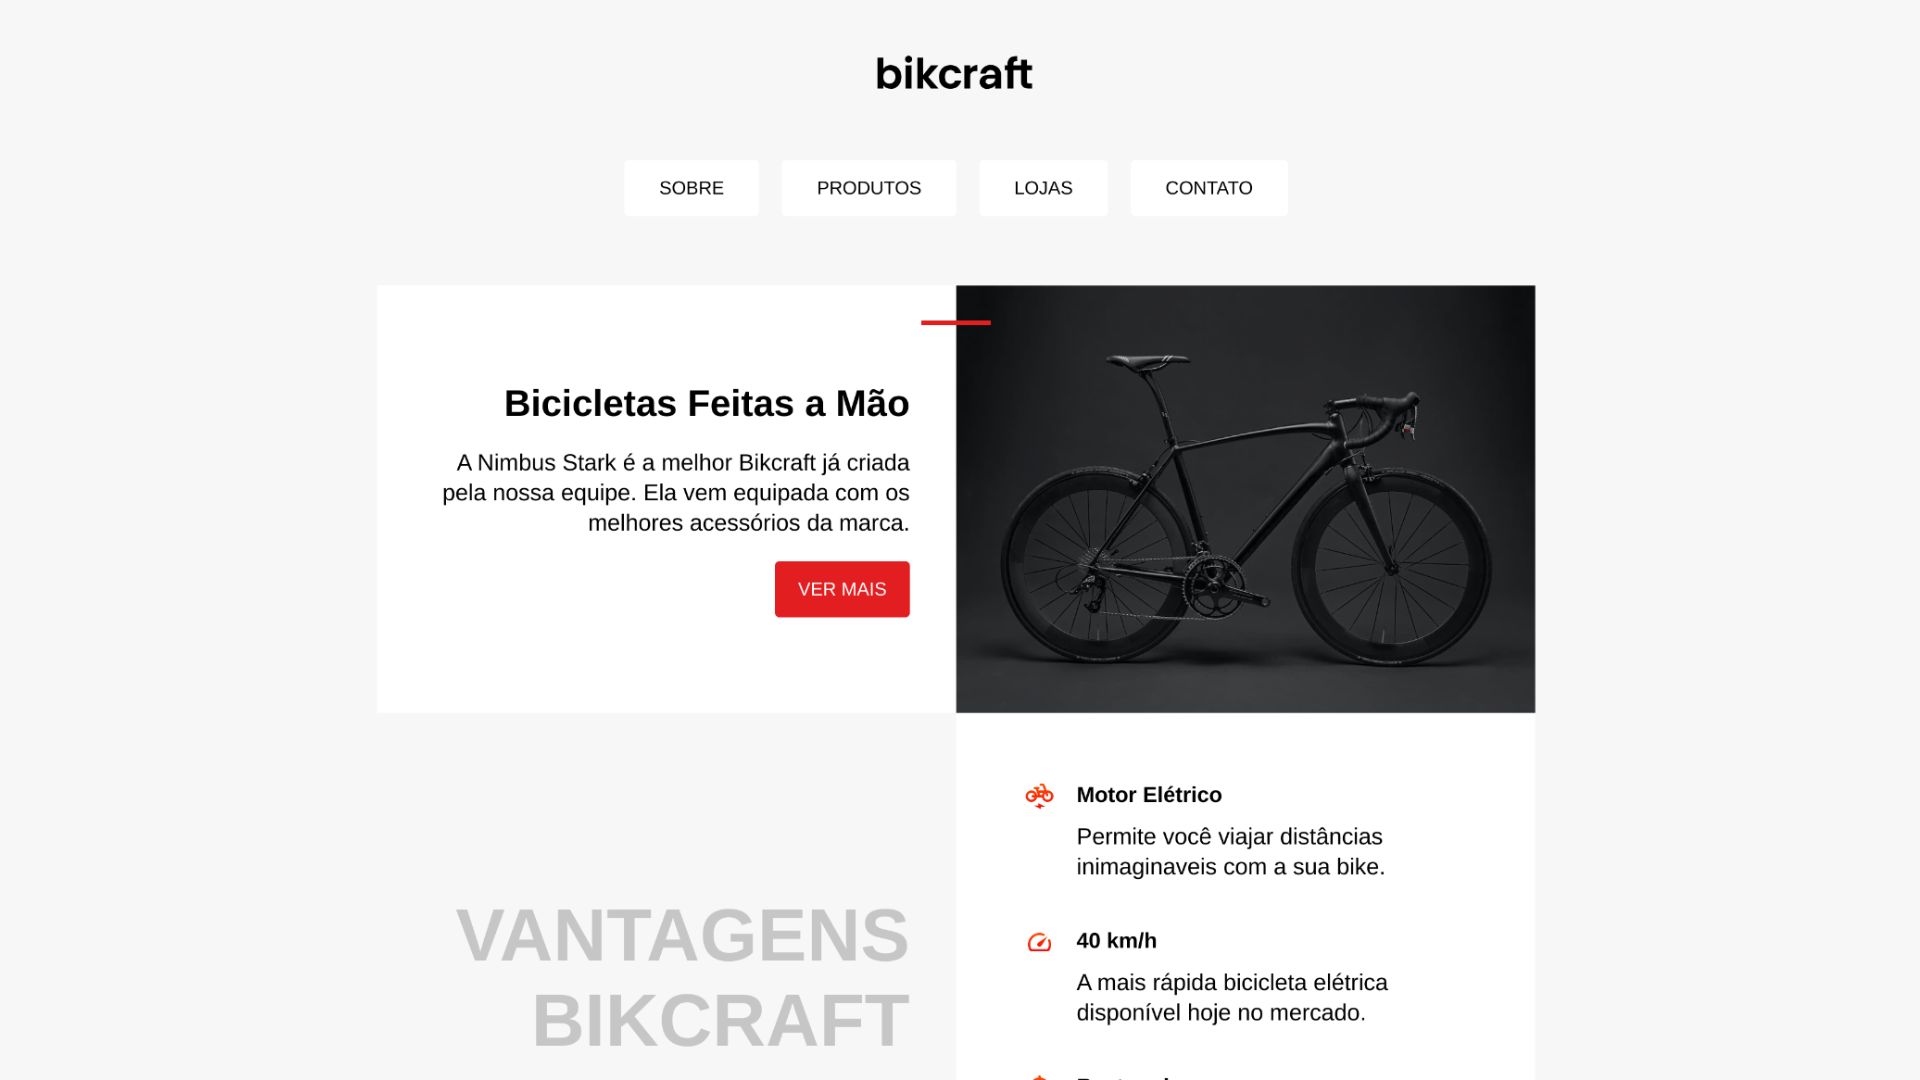 bikcraft
SOBRE
PRODUTOS
LOJAS
CONTATO
Bicicletas Feitas a Mão
A Nimbus Stark é a melhor Bikcraft já criada
pela nossa equipe. Ela vem equipada com os
melhores acessórios da marca.
VER MAIS
VANTAGENS
BIKCRAFT
Motor Elétrico
Permite você viajar distâncias
inimaginaveis com a sua bike.
40 km/h
A mais rápida bicicleta elétrica
disponível hoje no mercado.